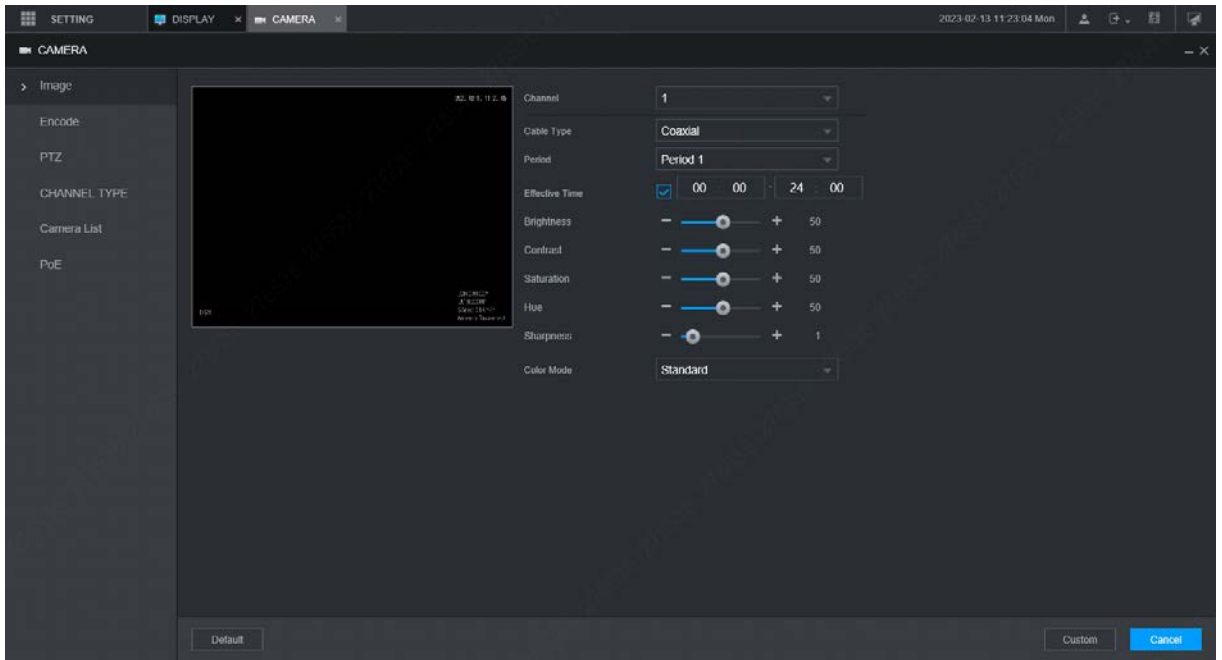 SETTING DISPLAY × CAMERA × 2023-02-13 11:23:04 Mon
CAMERA
Image
Encode
PTZ
CHANNEL TYPE
Camera List
PoE
Channel 1
Cable Type Coaxial
Period Period 1
Effective Time 00 : 00 - 24 : 00
Brightness − + 50
Contrast − + 50
Saturation − + 50
Hue − + 50
Sharpness − + 1
Color Mode Standard
Default Custom Cancel